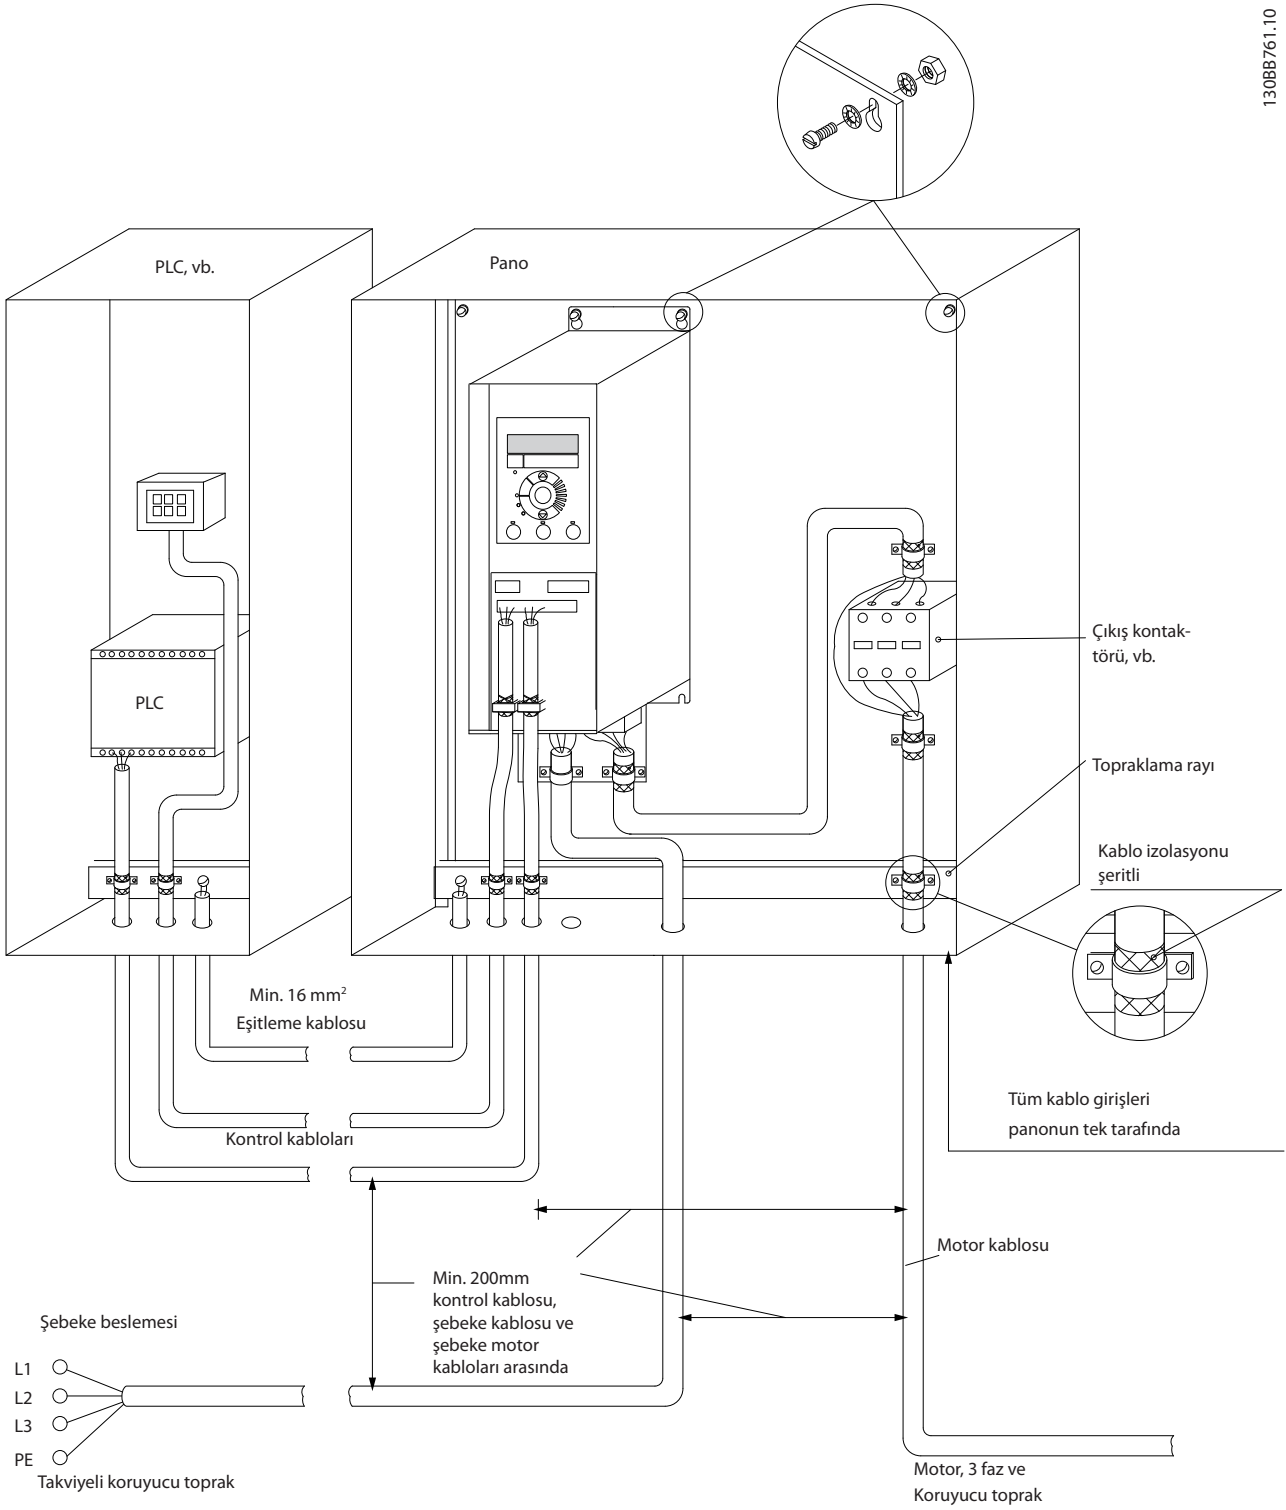 130BB761.10
PLC, vb.
Pano
PLC
Çıkış kontak-
törü, vb.
Topraklama rayı
Kablo izolasyonu
şeritli
Min. 16 mm²
Eşitleme kablosu
Kontrol kabloları
Tüm kablo girişleri
panonun tek tarafında
Motor kablosu
Min. 200mm
kontrol kablosu,
şebeke kablosu ve
şebeke motor
kabloları arasında
Şebeke beslemesi
L1
L2
L3
PE
Takviyeli koruyucu toprak
Motor, 3 faz ve
Koruyucu toprak